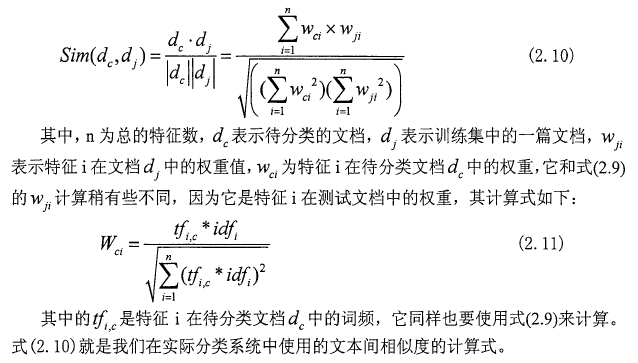 $Sim(d_c, d_j) = \frac{d_c \cdot d_j}{|d_c||d_j|} = \frac{\sum_{i=1}^{n} w_{ci} \times w_{ji}}{\sqrt{\left((\sum_{i=1}^{n} w_{ci}^2)(\sum_{i=1}^{n} w_{ji}^2)\right)}}$ (2.10)
其中，n为总的特征数，$d_c$表示待分类的文档，$d_j$表示训练集中的一篇文档，$w_{ji}$
表示特征i在文档$d_j$中的权重值，$w_{ci}$为特征i在待分类文档$d_c$中的权重，它和式(2.9)
的$w_{ji}$计算稍有些不同，因为它是特征i在测试文档中的权重，其计算式如下：
$W_{ci} = \frac{tf_{i,c} * idf_i}{\sqrt{\sum_{i=1}^{n} (tf_{i,c} * idf_i)^2}}$ (2.11)
其中的$tf_{i,c}$是特征i在待分类文档$d_c$中的词频，它同样也要使用式(2.9)来计算。
式(2.10)就是我们在实际分类系统中使用的文本间相似度的计算式。